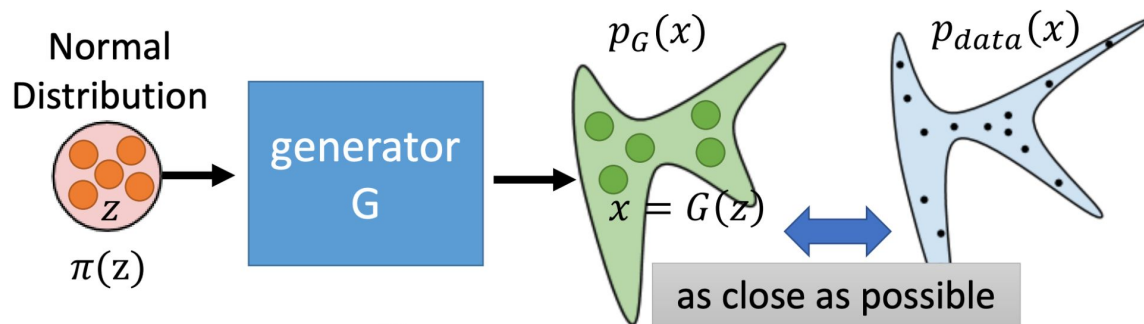 Normal
Distribution
z
π(z)
generator
G
p_G(x)
x = G(z)
p_data(x)
as close as possible